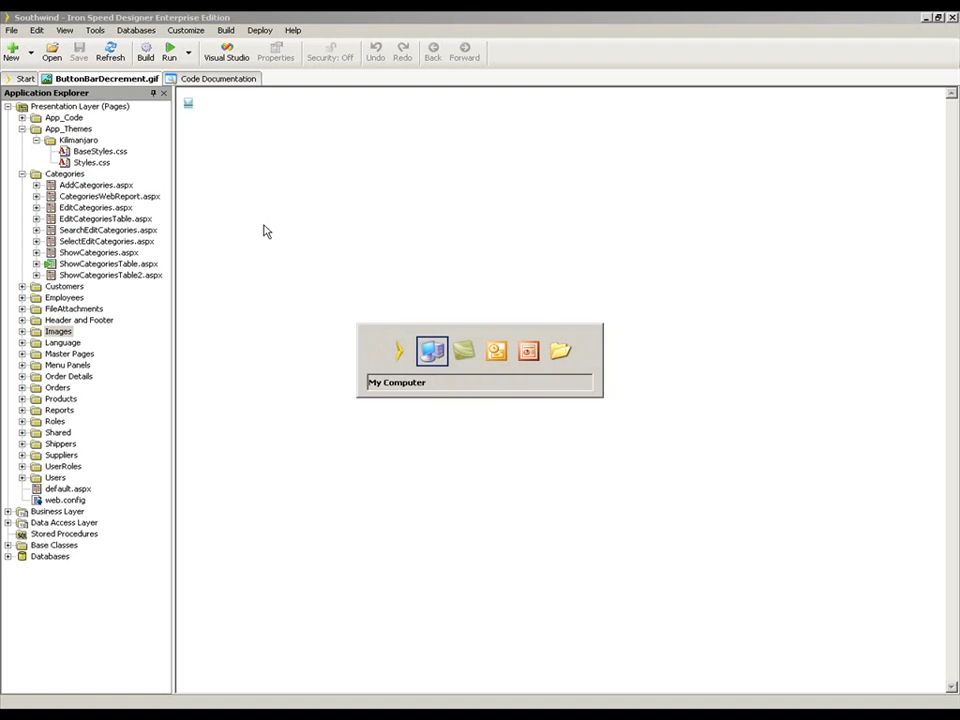 Southwind - Iron Speed Designer Enterprise Edition
File Edit View Tools Databases Customize Build Deploy Help
New Open Save Refresh Build Run Visual Studio Properties Security: Off Undo Redo Back Forward
Start ButtonBarDecrement.gif Code Documentation
Application Explorer
Presentation Layer (Pages)
App_Code
App_Themes
Kilimanjaro
BaseStyles.css
Styles.css
Categories
AddCategories.aspx
CategoriesWebReport.aspx
EditCategories.aspx
EditCategoriesTable.aspx
SearchEditCategories.aspx
SelectEditCategories.aspx
ShowCategories.aspx
ShowCategoriesTable.aspx
ShowCategoriesTable2.aspx
Customers
Employees
FileAttachments
Header and Footer
Images
Language
Master Pages
Menu Panels
Order Details
Orders
Products
Reports
Roles
Shared
Shippers
Suppliers
UserRoles
Users
default.aspx
web.config
Business Layer
Data Access Layer
Stored Procedures
Base Classes
Databases
My Computer